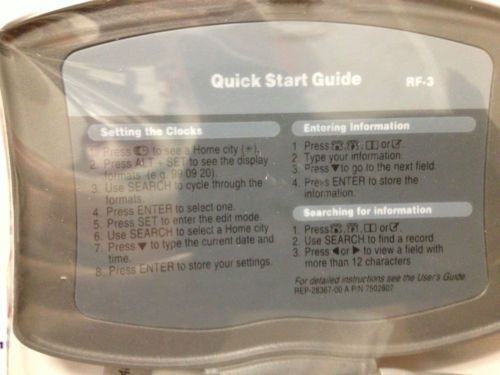 Quick Start Guide RF-3
Setting the Clocks
1. Press to see a Home city (✳).
2. Press ALT + SET to see the display
formats (e.g. 99.09.20).
3. Use SEARCH to cycle through the
formats.
4. Press ENTER to select one.
5. Press SET to enter the edit mode.
6. Use SEARCH to select a Home city
7. Press ▼ to type the current date and
time.
8. Press ENTER to store your settings.
Entering Information
1 Press , , or .
2. Type your information.
3. Press ▼ to go to the next field.
4. Press ENTER to store the
information.
Searching for information
1. Press , , or .
2. Use SEARCH to find a record
3. Press ◀ or ▶ to view a field with
more than 12 characters
For detailed instructions see the User's Guide.
REP-28367-00 A P/N 7502607